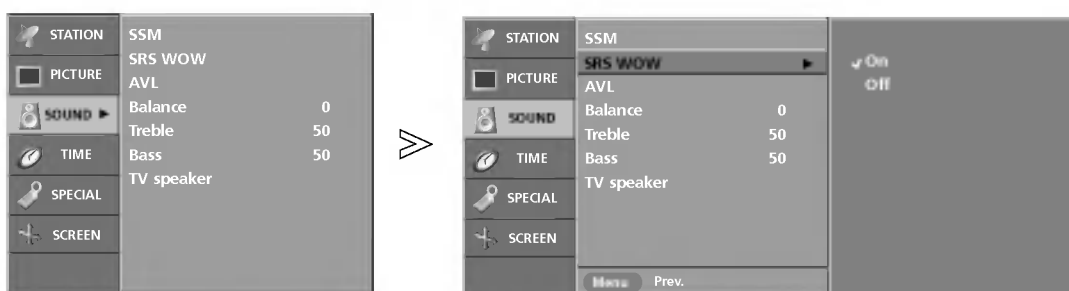 STATION
PICTURE
SOUND ►
TIME
SPECIAL
SCREEN
SSM
SRS WOW
AVL
Balance 0
Treble 50
Bass 50
TV speaker
STATION
PICTURE
SOUND
TIME
SPECIAL
SCREEN
SSM
SRS WOW ►
AVL
Balance 0
Treble 50
Bass 50
TV speaker
Menu Prev.
On
Off